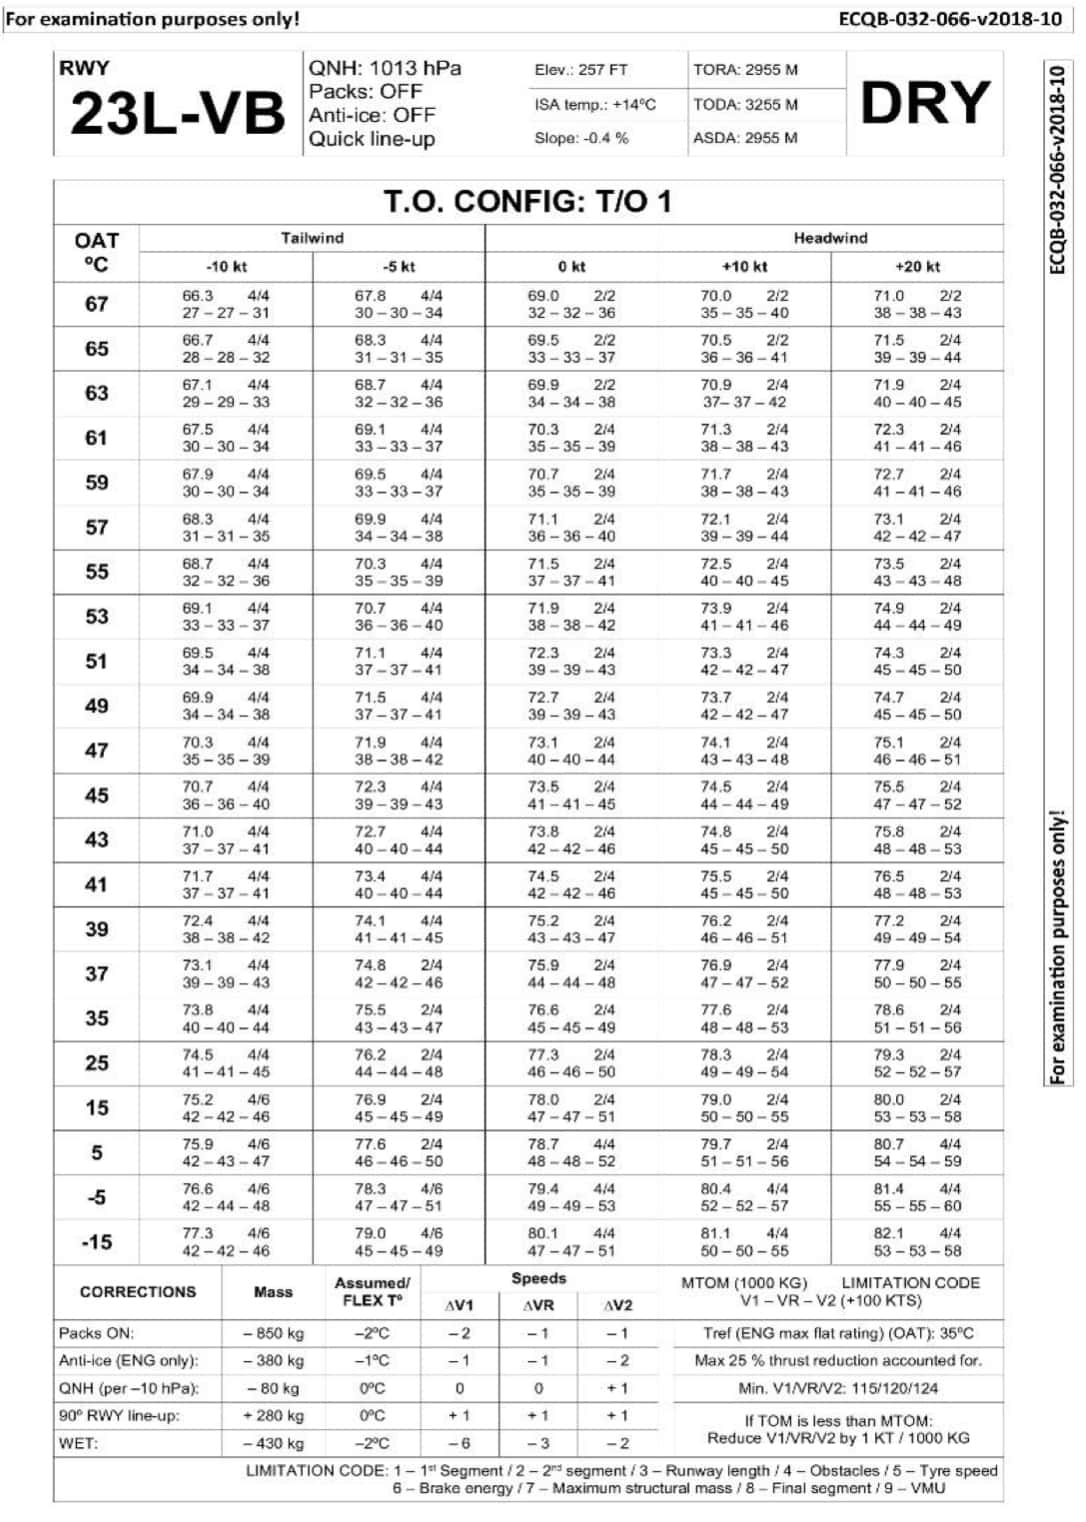 For examination purposes only!
ECQB-032-066-v2018-10
RWY
23L-VB
QNH: 1013 hPa
Packs: OFF
Anti-ice: OFF
Quick line-up
Elev.: 257 FT
ISA temp.: +14ºC
Slope: -0.4 %
TORA: 2955 M
TODA: 3255 M
ASDA: 2955 M
DRY
T.O. CONFIG: T/O 1
OAT ºC
Tailwind Headwind
-10 kt -5 kt 0 kt +10 kt +20 kt
67
66.3 4/4 67.8 4/4 69.0 2/2 70.0 2/2 71.0 2/2
27 – 27 – 31 30 – 30 – 34 32 – 32 – 36 35 – 35 – 40 38 – 38 – 43
65
66.7 4/4 68.3 4/4 69.5 2/2 70.5 2/2 71.5 2/4
28 – 28 – 32 31 – 31 – 35 33 – 33 – 37 36 – 36 – 41 39 – 39 – 44
63
67.1 4/4 68.7 4/4 69.9 2/2 70.9 2/4 71.9 2/4
29 – 29 – 33 32 – 32 – 36 34 – 34 – 38 37– 37 – 42 40 – 40 – 45
61
67.5 4/4 69.1 4/4 70.3 2/4 71.3 2/4 72.3 2/4
30 – 30 – 34 33 – 33 – 37 35 – 35 – 39 38 – 38 – 43 41 – 41 – 46
59
67.9 4/4 69.5 4/4 70.7 2/4 71.7 2/4 72.7 2/4
30 – 30 – 34 33 – 33 – 37 35 – 35 – 39 38 – 38 – 43 41 – 41 – 46
57
68.3 4/4 69.9 4/4 71.1 2/4 72.1 2/4 73.1 2/4
31 – 31 – 35 34 – 34 – 38 36 – 36 – 40 39 – 39 – 44 42 – 42 – 47
55
68.7 4/4 70.3 4/4 71.5 2/4 72.5 2/4 73.5 2/4
32 – 32 – 36 35 – 35 – 39 37 – 37 – 41 40 – 40 – 45 43 – 43 – 48
53
69.1 4/4 70.7 4/4 71.9 2/4 73.9 2/4 74.9 2/4
33 – 33 – 37 36 – 36 – 40 38 – 38 – 42 41 – 41 – 46 44 – 44 – 49
51
69.5 4/4 71.1 4/4 72.3 2/4 73.3 2/4 74.3 2/4
34 – 34 – 38 37 – 37 – 41 39 – 39 – 43 42 – 42 – 47 45 – 45 – 50
49
69.9 4/4 71.5 4/4 72.7 2/4 73.7 2/4 74.7 2/4
34 – 34 – 38 37 – 37 – 41 39 – 39 – 43 42 – 42 – 47 45 – 45 – 50
47
70.3 4/4 71.9 4/4 73.1 2/4 74.1 2/4 75.1 2/4
35 – 35 – 39 38 – 38 – 42 40 – 40 – 44 43 – 43 – 48 46 – 46 – 51
45
70.7 4/4 72.3 4/4 73.5 2/4 74.5 2/4 75.5 2/4
36 – 36 – 40 39 – 39 – 43 41 – 41 – 45 44 – 44 – 49 47 – 47 – 52
43
71.0 4/4 72.7 4/4 73.8 2/4 74.8 2/4 75.8 2/4
37 – 37 – 41 40 – 40 – 44 42 – 42 – 46 45 – 45 – 50 48 – 48 – 53
41
71.7 4/4 73.4 4/4 74.5 2/4 75.5 2/4 76.5 2/4
37 – 37 – 41 40 – 40 – 44 42 – 42 – 46 45 – 45 – 50 48 – 48 – 53
39
72.4 4/4 74.1 4/4 75.2 2/4 76.2 2/4 77.2 2/4
38 – 38 – 42 41 – 41 – 45 43 – 43 – 47 46 – 46 – 51 49 – 49 – 54
37
73.1 4/4 74.8 2/4 75.9 2/4 76.9 2/4 77.9 2/4
39 – 39 – 43 42 – 42 – 46 44 – 44 – 48 47 – 47 – 52 50 – 50 – 55
35
73.8 4/4 75.5 2/4 76.6 2/4 77.6 2/4 78.6 2/4
40 – 40 – 44 43 – 43 – 47 45 – 45 – 49 48 – 48 – 53 51 – 51 – 56
25
74.5 4/4 76.2 2/4 77.3 2/4 78.3 2/4 79.3 2/4
41 – 41 – 45 44 – 44 – 48 46 – 46 – 50 49 – 49 – 54 52 – 52 – 57
15
75.2 4/6 76.9 2/4 78.0 2/4 79.0 2/4 80.0 2/4
42 – 42 – 46 45 – 45 – 49 47 – 47 – 51 50 – 50 – 55 53 – 53 – 58
5
75.9 4/6 77.6 2/4 78.7 4/4 79.7 2/4 80.7 4/4
42 – 43 – 47 46 – 46 – 50 48 – 48 – 52 51 – 51 – 56 54 – 54 – 59
-5
76.6 4/6 78.3 4/6 79.4 4/4 80.4 4/4 81.4 4/4
42 – 44 – 48 47 – 47 – 51 49 – 49 – 53 52 – 52 – 57 55 – 55 – 60
-15
77.3 4/6 79.0 4/6 80.1 4/4 81.1 4/4 82.1 4/4
42 – 42 – 46 45 – 45 – 49 47 – 47 – 51 50 – 50 – 55 53 – 53 – 58
CORRECTIONS Mass Assumed/ FLEX Tº Speeds
∆V1 ∆VR ∆V2
MTOM (1000 KG) LIMITATION CODE
V1 – VR – V2 (+100 KTS)
Packs ON: – 850 kg –2ºC – 2 – 1 – 1 Tref (ENG max flat rating) (OAT): 35ºC
Anti-ice (ENG only): – 380 kg –1ºC – 1 – 1 – 2 Max 25 % thrust reduction accounted for.
QNH (per –10 hPa): – 80 kg 0ºC 0 0 + 1 Min. V1/VR/V2: 115/120/124
90º RWY line-up: + 280 kg 0ºC + 1 + 1 + 1 If TOM is less than MTOM:
WET: – 430 kg –2ºC – 6 – 3 – 2 Reduce V1/VR/V2 by 1 KT / 1000 KG
LIMITATION CODE: 1 – 1st Segment / 2 – 2nd segment / 3 – Runway length / 4 – Obstacles / 5 – Tyre speed
6 – Brake energy / 7 – Maximum structural mass / 8 – Final segment / 9 – VMU
ECQB-032-066-v2018-10
For examination purposes only!